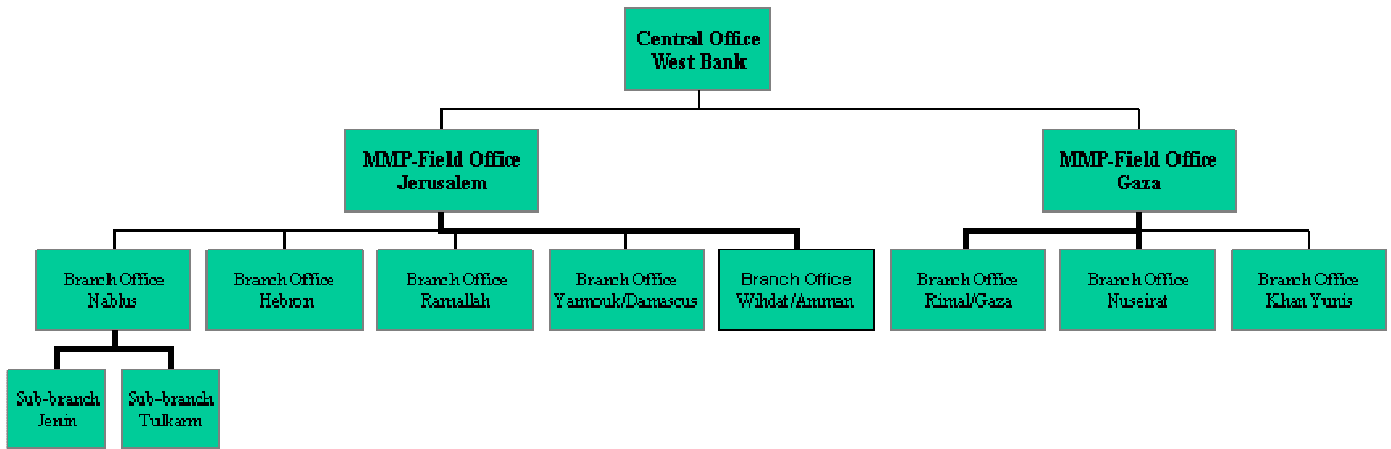 Central Office
West Bank
MMP-Field Office
Jerusalem
MMP-Field Office
Gaza
Branch Office
Nablus
Branch Office
Hebron
Branch Office
Ramallah
Branch Office
Yarmouk/Damascus
Branch Office
Wihdat/Amman
Branch Office
Rimal/Gaza
Branch Office
Nuseirat
Branch Office
Khan Yunis
Sub-branch
Jenin
Sub-branch
Tulkarm